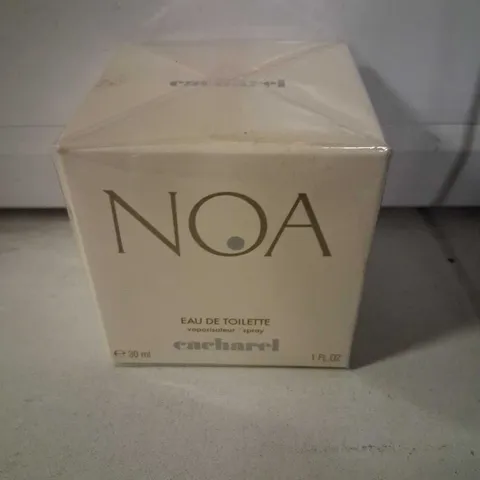 cacharel
NOA
EAU DE TOILETTE
vaporisateur - spray
cacharel
℮ 30 ml 1 FL.OZ